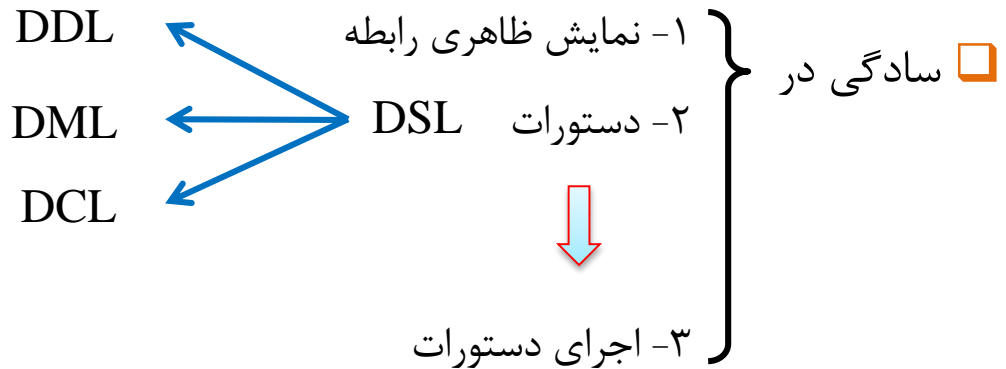 سادگی در
۱- نمایش ظاهری رابطه
۲- دستورات DSL
DDL
DML
DCL
۳- اجرای دستورات